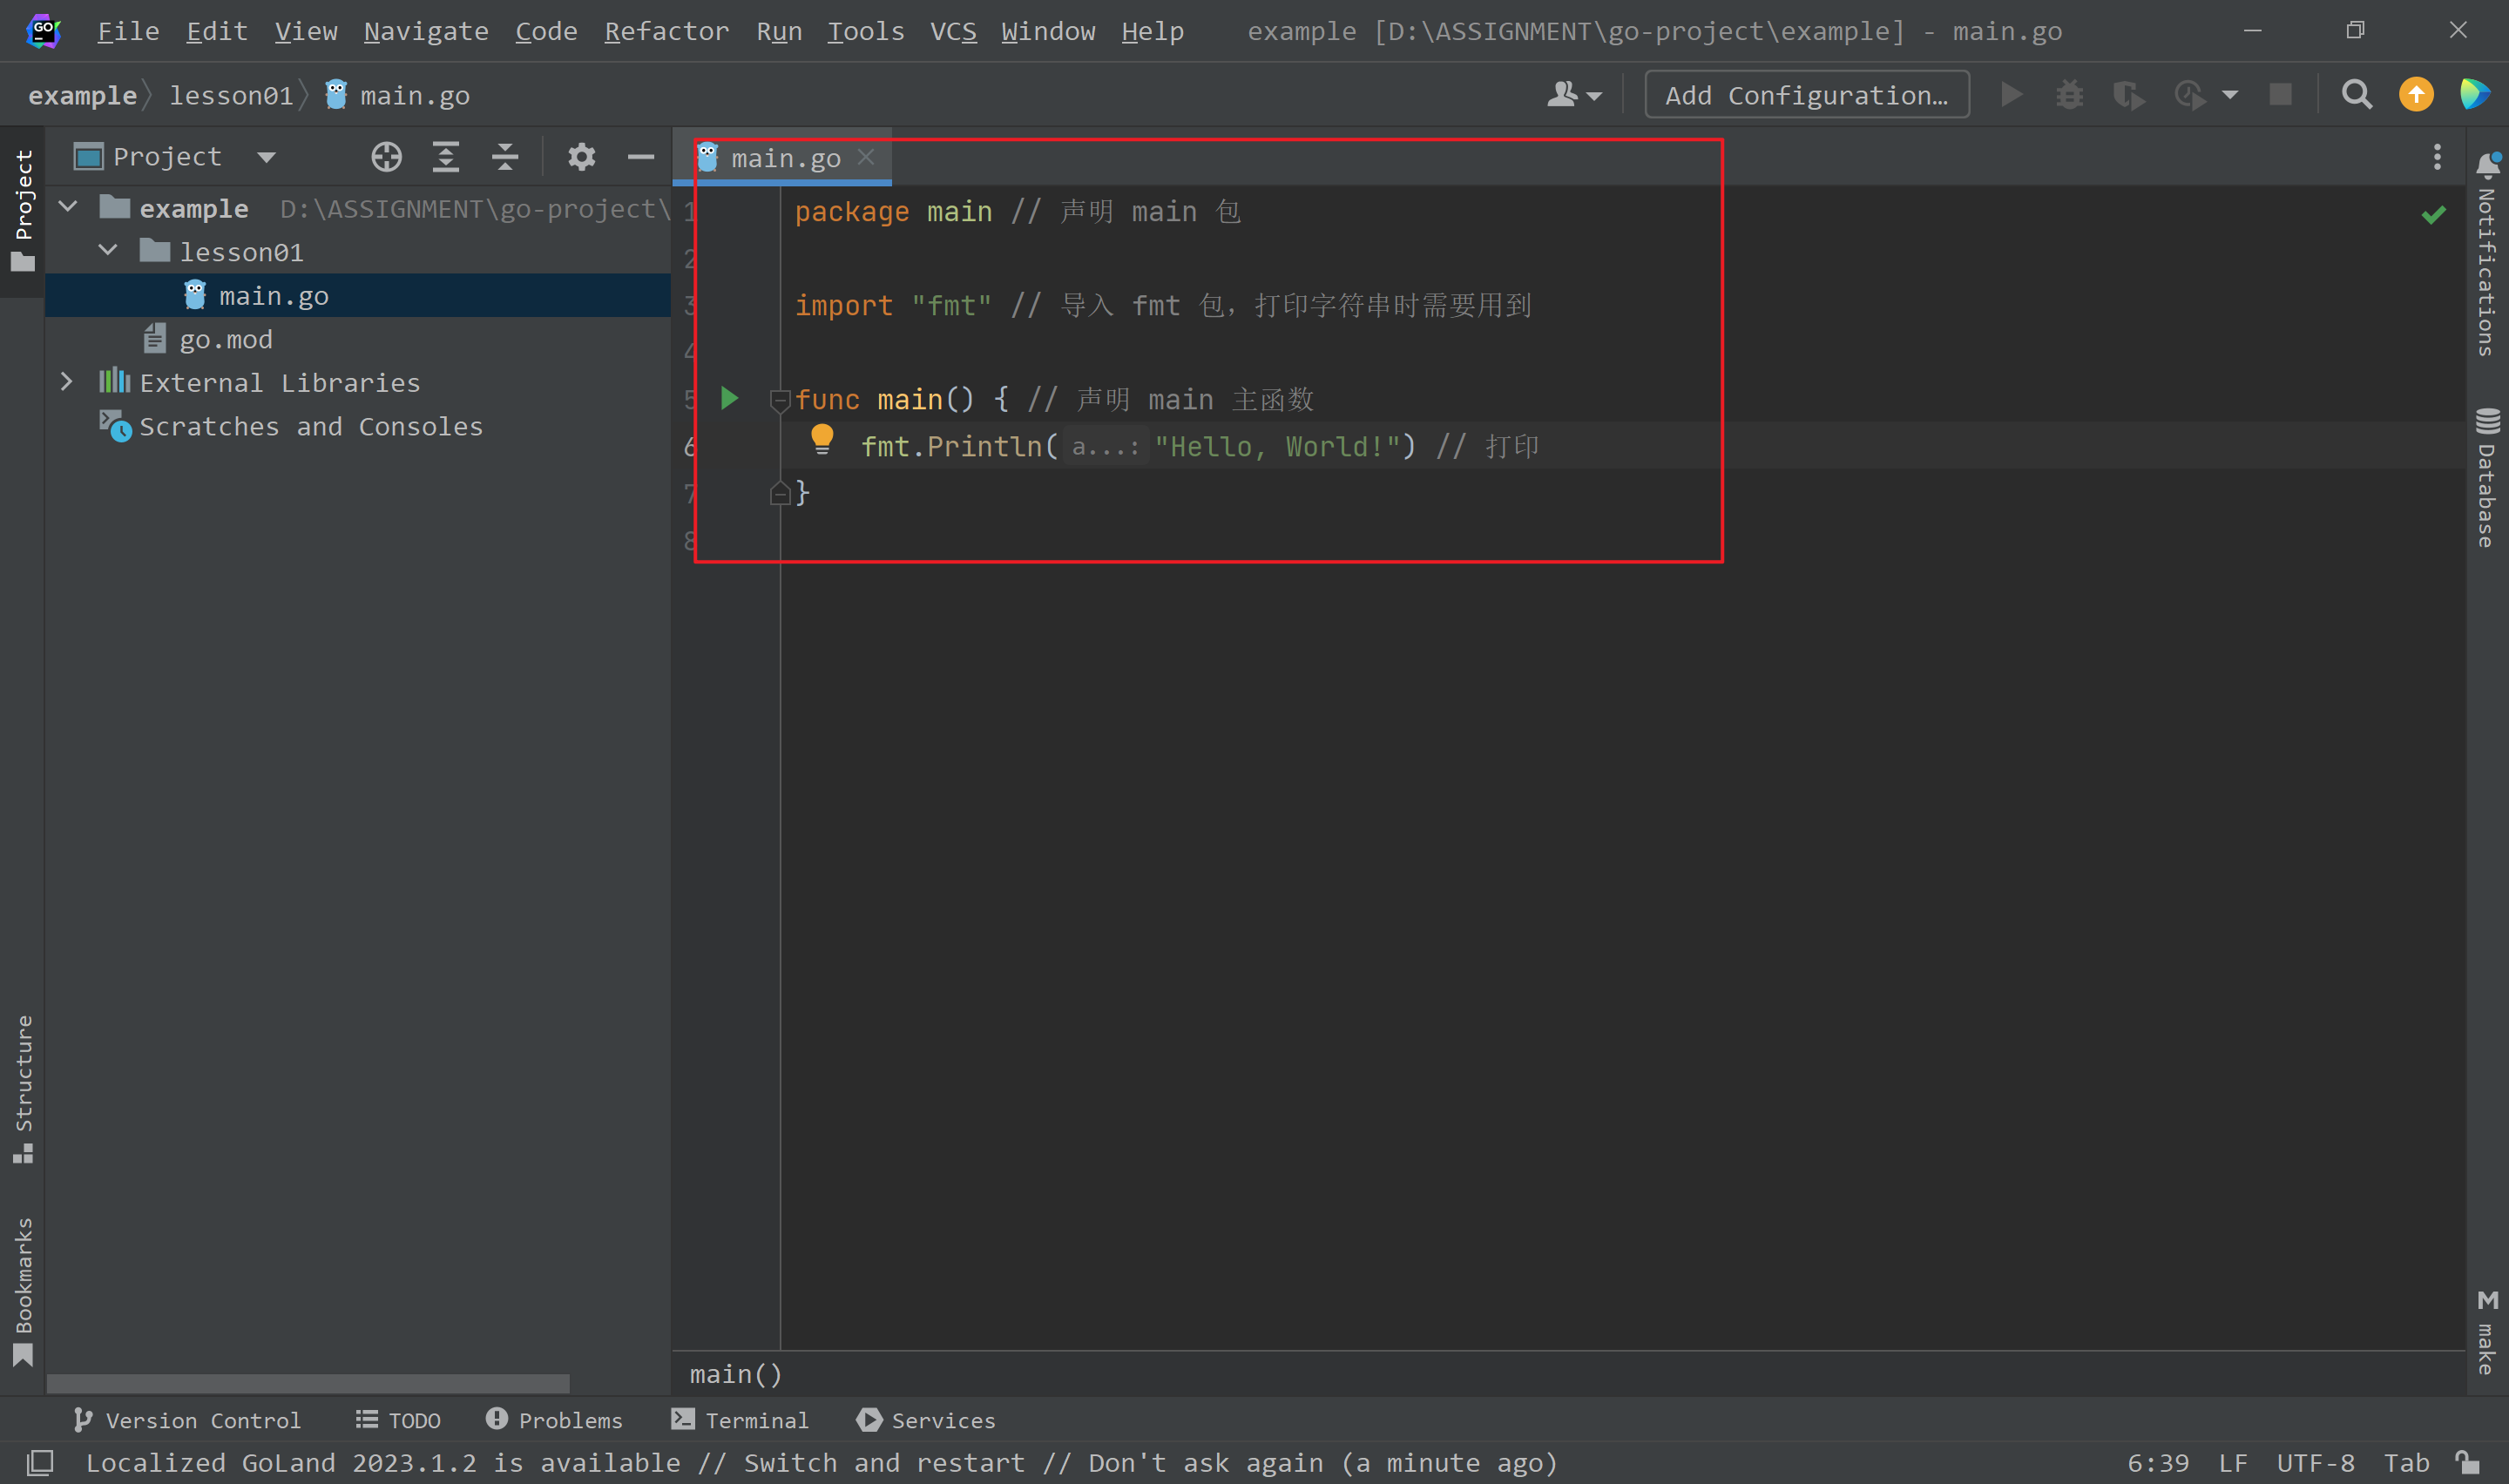 GO
File Edit View Navigate Code Refactor Run Tools VCS Window Help example [D:\ASSIGNMENT\go-project\example] - main.go
example lesson01 main.go
Add Configuration...
Project
Project
example D:\ASSIGNMENT\go-project\
lesson01
main.go
go.mod
External Libraries
Scratches and Consoles
main.go
1 package main // 声明 main 包
2
3 import "fmt" // 导入 fmt 包，打印字符串时需要用到
4
5 func main() { // 声明 main 主函数
6 fmt.Println( a...: "Hello, World!") // 打印
7 }
8
Notifications
Database
M make
Structure
Bookmarks
main()
Version Control TODO Problems Terminal Services
Localized GoLand 2023.1.2 is available // Switch and restart // Don't ask again (a minute ago) 6:39 LF UTF-8 Tab